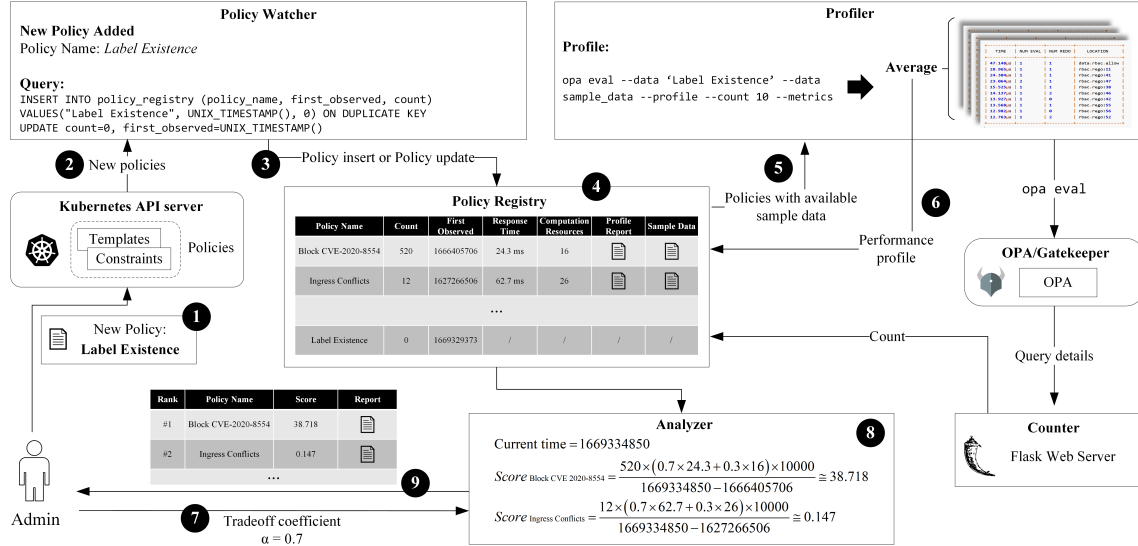 Policy Watcher
New Policy Added
Policy Name: Label Existence
Query:
INSERT INTO policy_registry (policy_name, first_observed, count)
VALUES("Label Existence", UNIX_TIMESTAMP(), 0) ON DUPLICATE KEY
UPDATE count=0, first_observed=UNIX_TIMESTAMP()
Profiler
Profile:
opa eval --data ‘Label Existence’ --data
sample_data --profile --count 10 --metrics
Average
TIME NUM EVAL NUM REDO LOCATION
2
New policies
3
Policy insert or Policy update
4
5
Policies with available
sample data
6
Performance
profile
opa eval
Kubernetes API server
Templates
Constraints
Policies
1
New Policy:
Label Existence
Policy Registry
Policy Name Count First Observed Response Time Computation Resources Profile Report Sample Data
Block CVE-2020-8554 520 1666405706 24.3 ms 16
Ingress Conflicts 12 1627266506 62.7 ms 26
...
Label Existence 0 1669329373 / / / /
OPA/Gatekeeper
OPA
Count
Query details
Counter
Flask Web Server
Rank Policy Name Score Report
#1 Block CVE-2020-8554 38.718
#2 Ingress Conflicts 0.147
...
Analyzer
8
Current time = 1669334850
Score Block CVE 2020-8554 = 520×(0.7×24.3+0.3×16)×10000 / 1669334850−1666405706 ≅ 38.718
Score Ingress Conflicts = 12×(0.7×62.7+0.3×26)×10000 / 1669334850−1627266506 ≅ 0.147
9
7
Tradeoff coefficient
α = 0.7
Admin